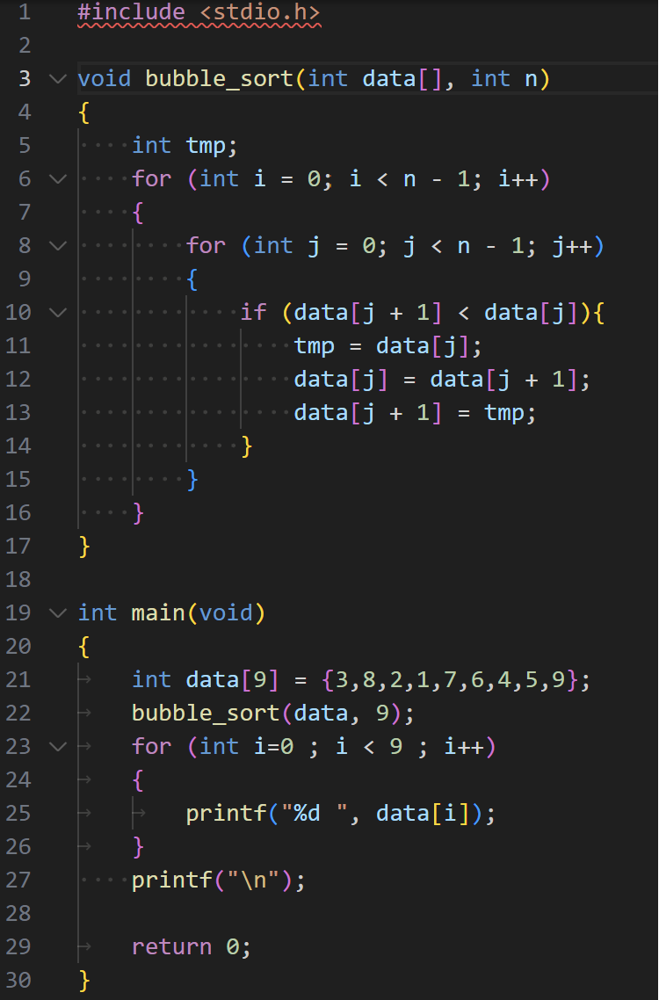 1 #include <stdio.h>
2
3 void bubble_sort(int data[], int n)
4 {
5     int tmp;
6     for (int i = 0; i < n - 1; i++)
7     {
8         for (int j = 0; j < n - 1; j++)
9         {
10             if (data[j + 1] < data[j]){
11                 tmp = data[j];
12                 data[j] = data[j + 1];
13                 data[j + 1] = tmp;
14             }
15         }
16     }
17 }
18
19 int main(void)
20 {
21     int data[9] = {3,8,2,1,7,6,4,5,9};
22     bubble_sort(data, 9);
23     for (int i=0 ; i < 9 ; i++)
24     {
25         printf("%d ", data[i]);
26     }
27     printf("\n");
28
29     return 0;
30 }